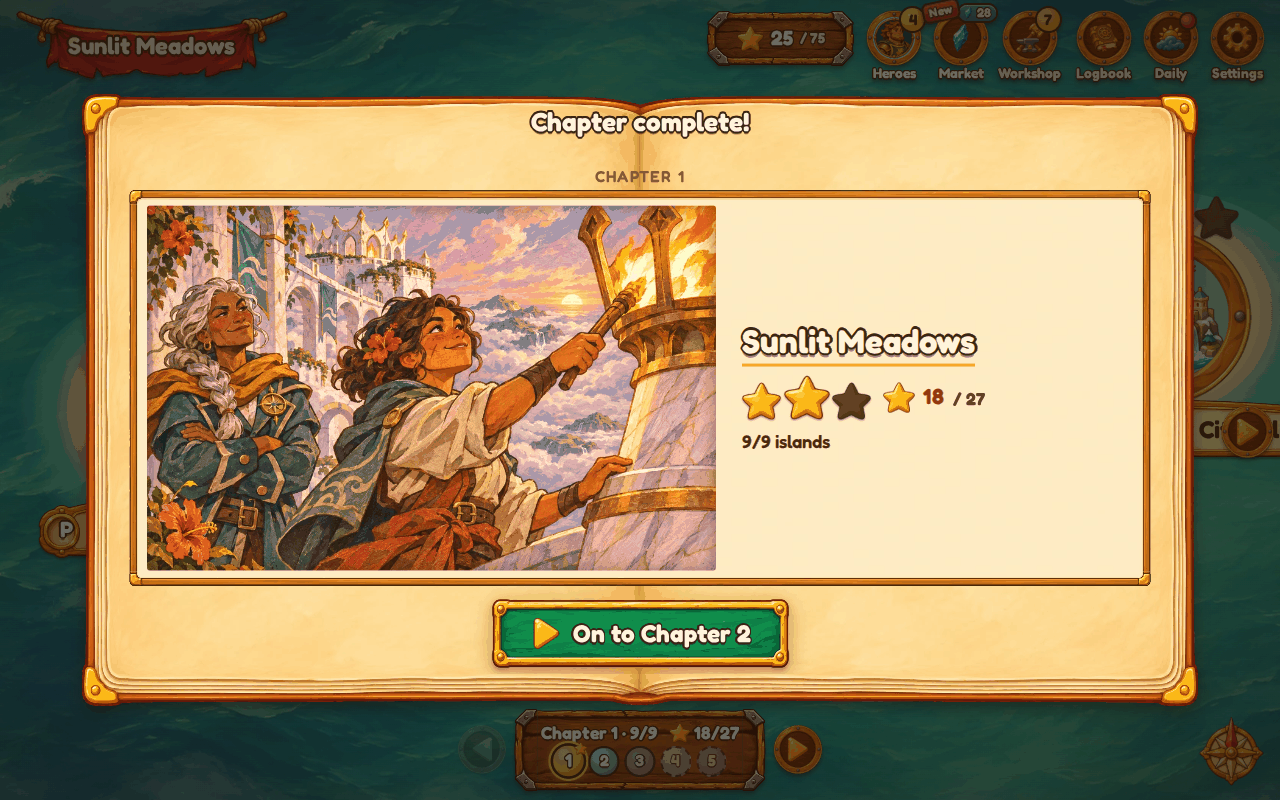 Sunlit Meadows
25 / 75
4
New
28
7
Heroes
Market
Workshop
Logbook
Daily
Settings
Chapter complete!
CHAPTER 1
Sunlit Meadows
18 / 27
9/9 islands
P
On to Chapter 2
Chapter 1 · 9/9
18/27
1
2
3
4
5